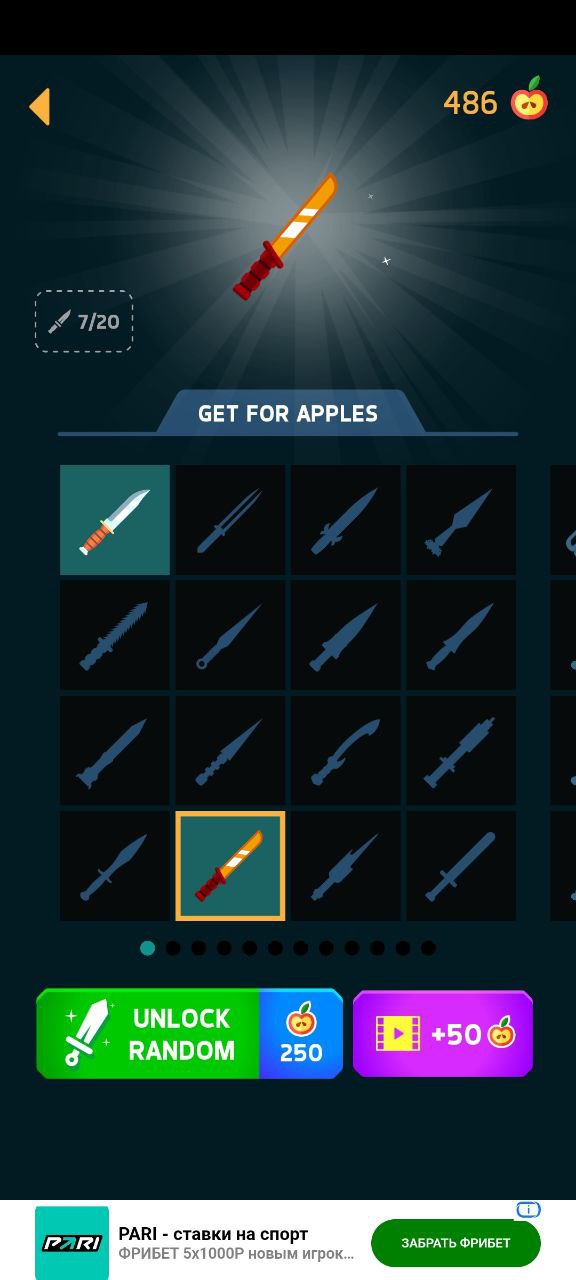 486
7/20
GET FOR APPLES
UNLOCK
RANDOM
250
+50
PARI
PARI - ставки на спорт
ФРИБЕТ 5х1000Р новым игрок...
ЗАБРАТЬ ФРИБЕТ